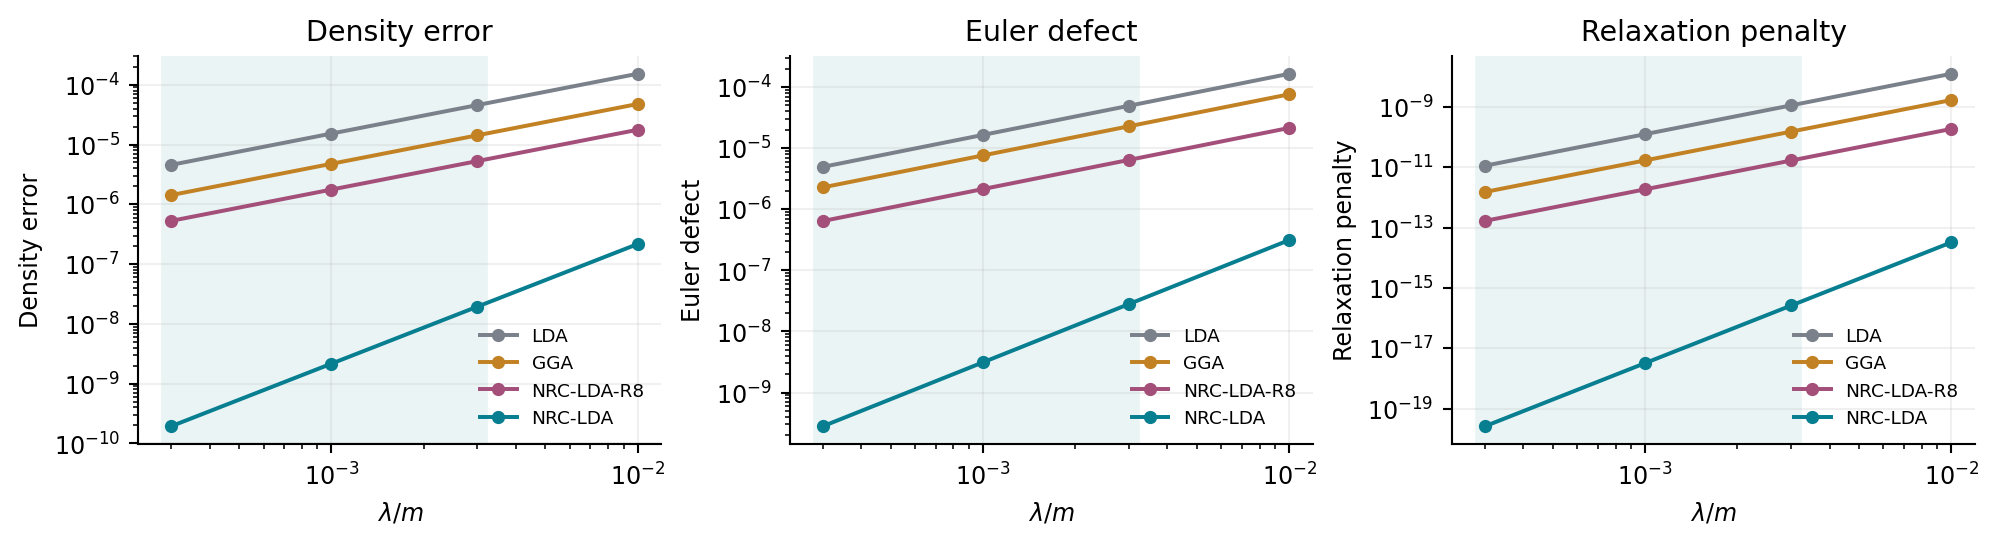 Density error
Density error
10⁻⁴
10⁻⁵
10⁻⁶
10⁻⁷
10⁻⁸
10⁻⁹
10⁻¹⁰
10⁻³
10⁻²
λ/m
LDA
GGA
NRC-LDA-R8
NRC-LDA
Euler defect
Euler defect
10⁻⁴
10⁻⁵
10⁻⁶
10⁻⁷
10⁻⁸
10⁻⁹
10⁻³
10⁻²
λ/m
LDA
GGA
NRC-LDA-R8
NRC-LDA
Relaxation penalty
Relaxation penalty
10⁻⁹
10⁻¹¹
10⁻¹³
10⁻¹⁵
10⁻¹⁷
10⁻¹⁹
10⁻³
10⁻²
λ/m
LDA
GGA
NRC-LDA-R8
NRC-LDA